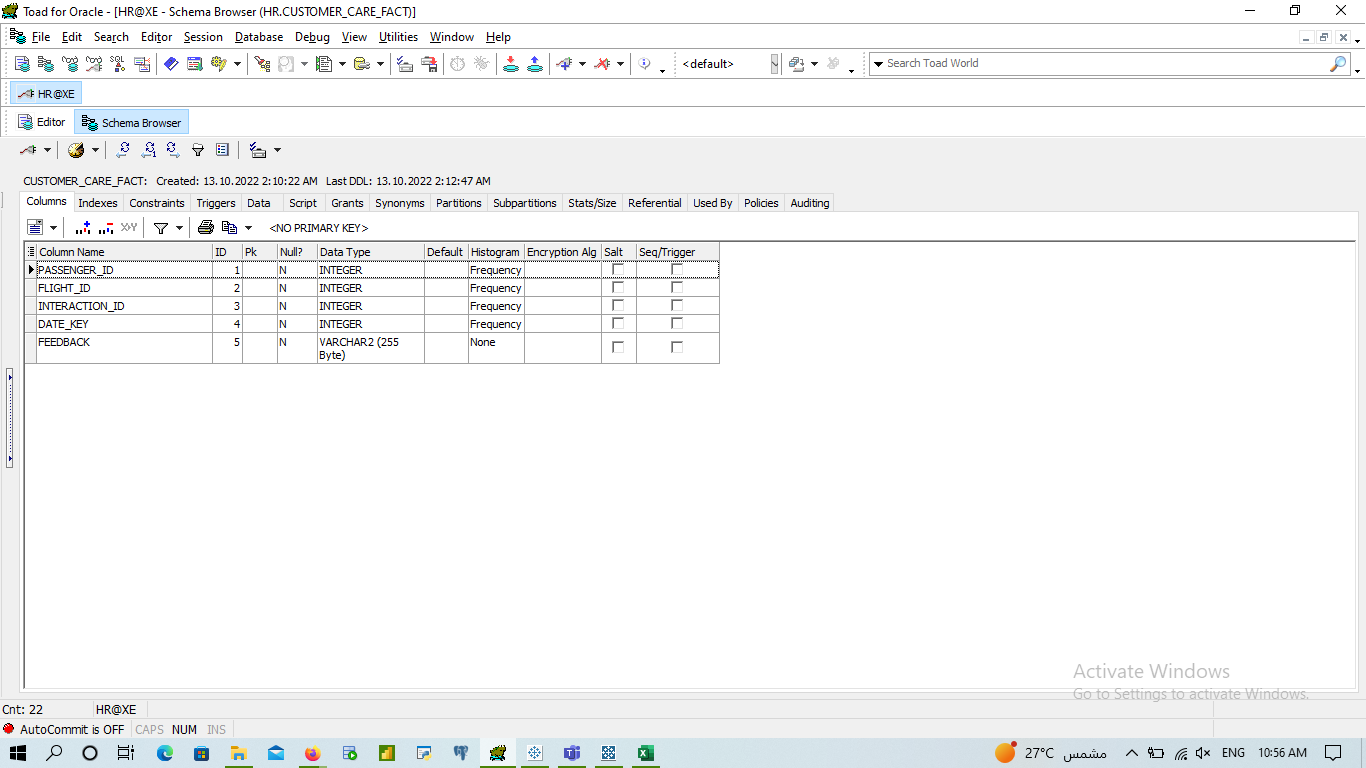 Toad for Oracle - [HR@XE - Schema Browser (HR.CUSTOMER_CARE_FACT)]
File Edit Search Editor Session Database Debug View Utilities Window Help
SQL <default> Search Toad World
HR@XE
Editor Schema Browser
CUSTOMER_CARE_FACT: Created: 13.10.2022 2:10:22 AM Last DDL: 13.10.2022 2:12:47 AM
Columns Indexes Constraints Triggers Data Script Grants Synonyms Partitions Subpartitions Stats/Size Referential Used By Policies Auditing
<NO PRIMARY KEY>
Column Name ID Pk Null? Data Type Default Histogram Encryption Alg Salt Seq/Trigger
PASSENGER_ID 1 N INTEGER Frequency
FLIGHT_ID 2 N INTEGER Frequency
INTERACTION_ID 3 N INTEGER Frequency
DATE_KEY 4 N INTEGER Frequency
FEEDBACK 5 N VARCHAR2 (255 None
Byte)
Activate Windows
Go to Settings to activate Windows.
Cnt: 22 HR@XE
AutoCommit is OFF CAPS NUM INS
27°C مشمس ENG 10:56 AM